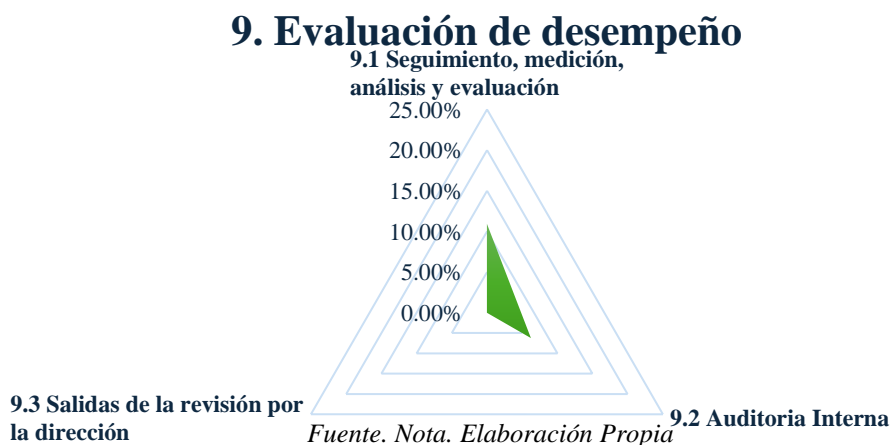 9. Evaluación de desempeño
9.1 Seguimiento, medición,
análisis y evaluación
25.00%
20.00%
15.00%
10.00%
5.00%
0.00%
9.3 Salidas de la revisión por
la dirección
9.2 Auditoria Interna
Fuente. Nota. Elaboración Propia